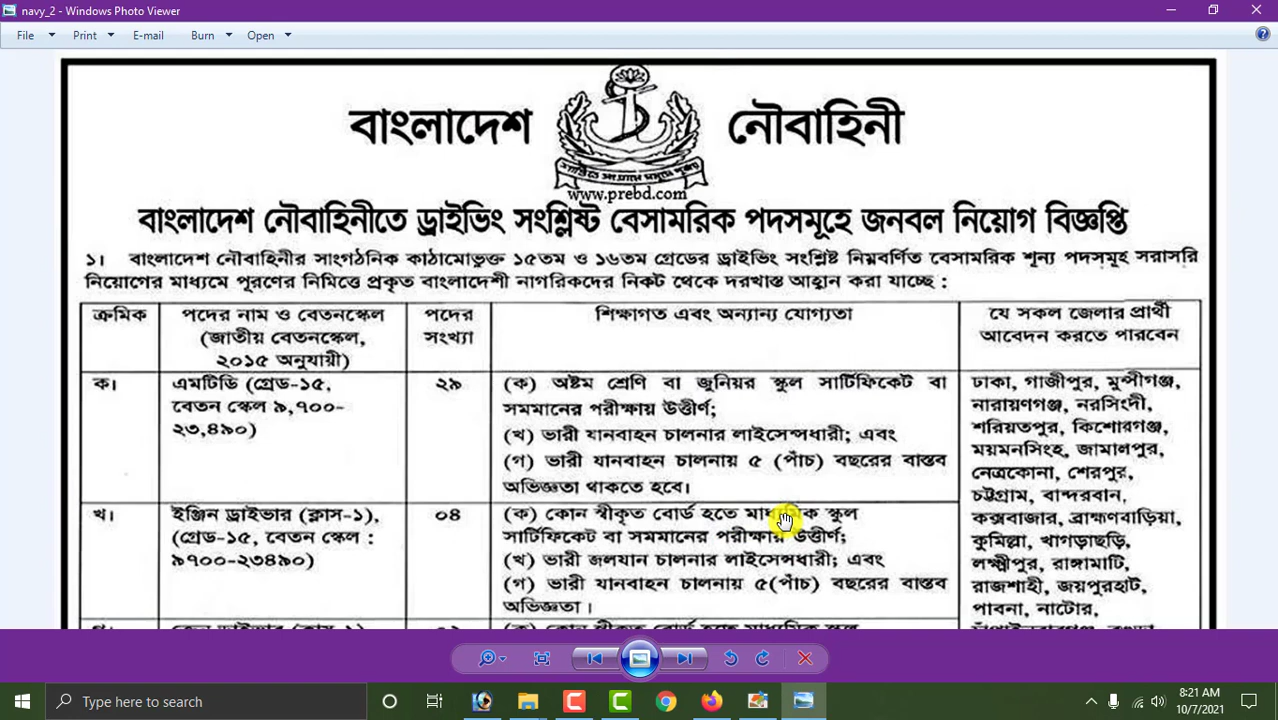 navy_2 - Windows Photo Viewer
File Print E-mail Burn Open
বাংলাদেশ নৌবাহিনী
শান্তিতে সংগ্রামে সমুদ্রে দুর্জয়
www.prebd.com
বাংলাদেশ নৌবাহিনীতে ড্রাইভিং সংশ্লিষ্ট বেসামরিক পদসমূহে জনবল নিয়োগ বিজ্ঞপ্তি
১। বাংলাদেশ নৌবাহিনীর সাংগঠনিক কাঠামোভুক্ত ১৫তম ও ১৬তম গ্রেডের ড্রাইভিং সংশ্লিষ্ট নিম্নবর্ণিত বেসামরিক শূন্য পদসমূহ সরাসরি
নিয়োগের মাধ্যমে পূরণের নিমিত্তে প্রকৃত বাংলাদেশী নাগরিকদের নিকট থেকে দরখাস্ত আহ্বান করা যাচ্ছে :
ক্রমিক
পদের নাম ও বেতনস্কেল
(জাতীয় বেতনস্কেল,
২০১৫ অনুযায়ী)
পদের
সংখ্যা
শিক্ষাগত এবং অন্যান্য যোগ্যতা
যে সকল জেলার প্রার্থী
আবেদন করতে পারবেন
ক।
এমটিডি (গ্রেড-১৫,
বেতন স্কেল ৯,৭০০-
২৩,৪৯০)
২৯
(ক) অষ্টম শ্রেণি বা জুনিয়র স্কুল সার্টিফিকেট বা
সমমানের পরীক্ষায় উত্তীর্ণ;
(খ) ভারী যানবাহন চালনার লাইসেন্সধারী; এবং
(গ) ভারী যানবাহন চালনায় ৫ (পাঁচ) বছরের বাস্তব
অভিজ্ঞতা থাকতে হবে।
খ।
ইঞ্জিন ড্রাইভার (ক্লাস-১),
(গ্রেড-১৫, বেতন স্কেল :
৯৭০০-২৩৪৯০)
০৪
(ক) কোন স্বীকৃত বোর্ড হতে মাধ্যমিক স্কুল
সার্টিফিকেট বা সমমানের পরীক্ষায় উত্তীর্ণ;
(খ) ভারী জলযান চালনার লাইসেন্সধারী; এবং
(গ) ভারী যানবাহন চালনায় ৫(পাঁচ) বছরের বাস্তব
অভিজ্ঞতা।
ঢাকা, গাজীপুর, মুন্সীগঞ্জ,
নারায়ণগঞ্জ, নরসিংদী,
শরিয়তপুর, কিশোরগঞ্জ,
ময়মনসিংহ, জামালপুর,
নেত্রকোনা, শেরপুর,
চট্টগ্রাম, বান্দরবান,
কক্সবাজার, ব্রাহ্মণবাড়িয়া,
কুমিল্লা, খাগড়াছড়ি,
লক্ষ্মীপুর, রাঙ্গামাটি,
রাজশাহী, জয়পুরহাট,
পাবনা, নাটোর,
Type here to search
8:21 AM
10/7/2021